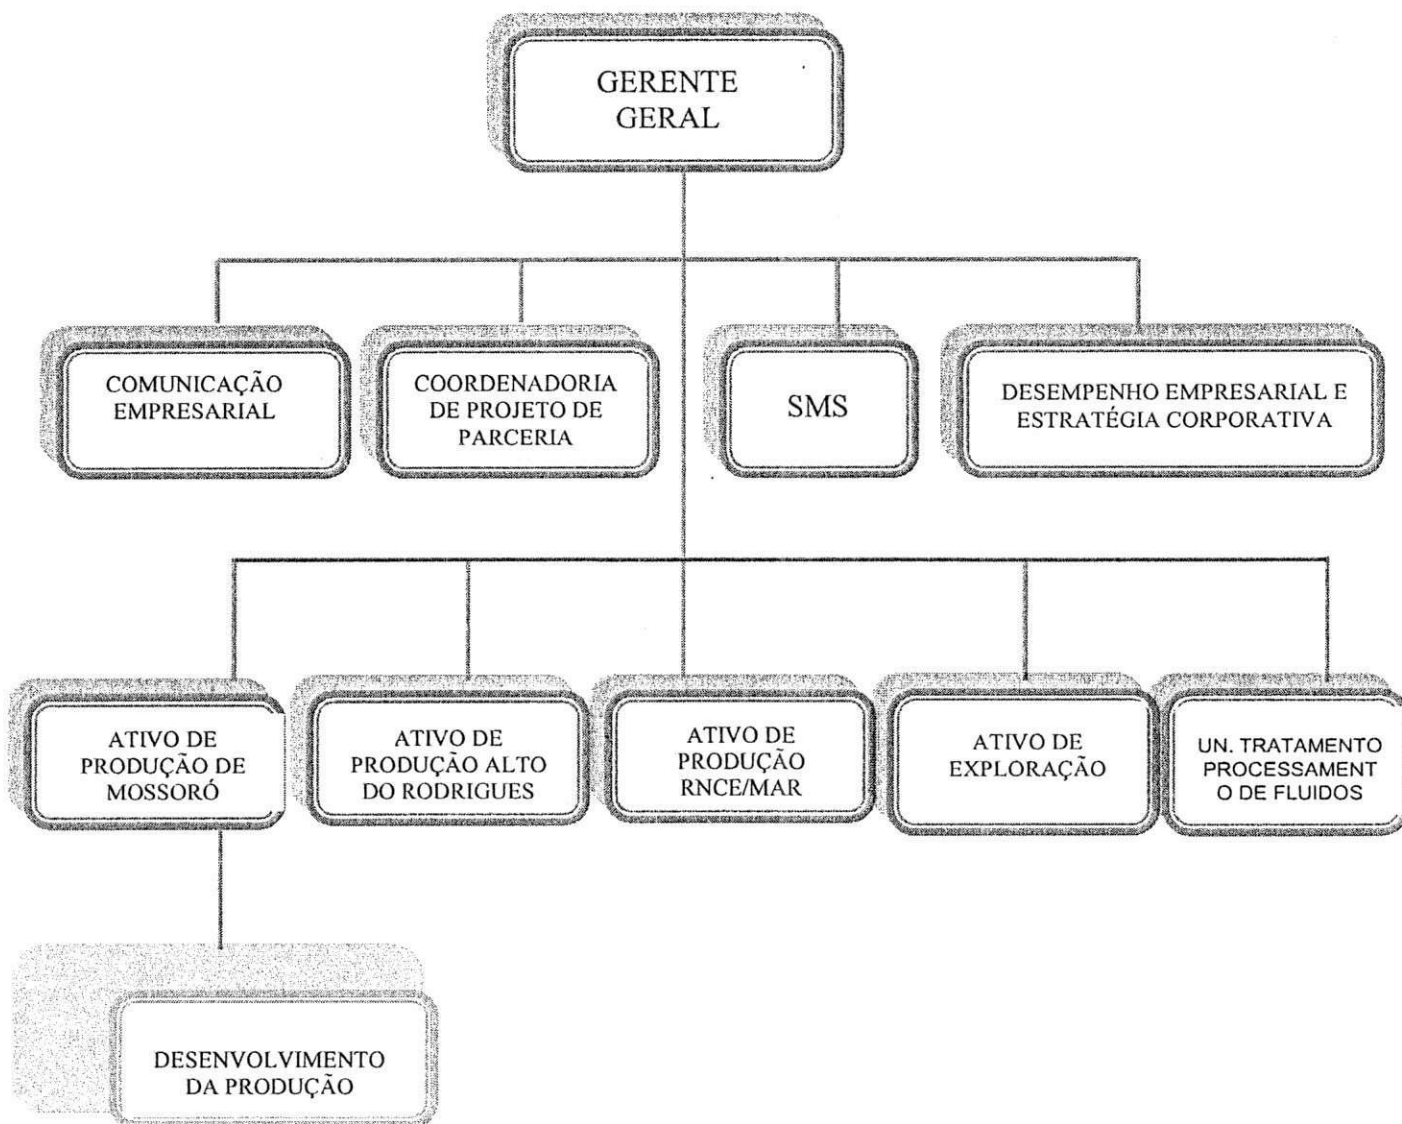 GERENTE
GERAL
COMUNICAÇÃO
EMPRESARIAL
COORDENADORIA
DE PROJETO DE
PARCERIA
SMS
DESEMPENHO EMPRESARIAL E
ESTRATÉGIA CORPORATIVA
ATIVO DE
PRODUÇÃO DE
MOSSORÓ
ATIVO DE
PRODUÇÃO ALTO
DO RODRIGUES
ATIVO DE
PRODUÇÃO
RNCE/MAR
ATIVO DE
EXPLORAÇÃO
UN. TRATAMENTO
PROCESSAMENT
O DE FLUIDOS
DESENVOLVIMENTO
DA PRODUÇÃO